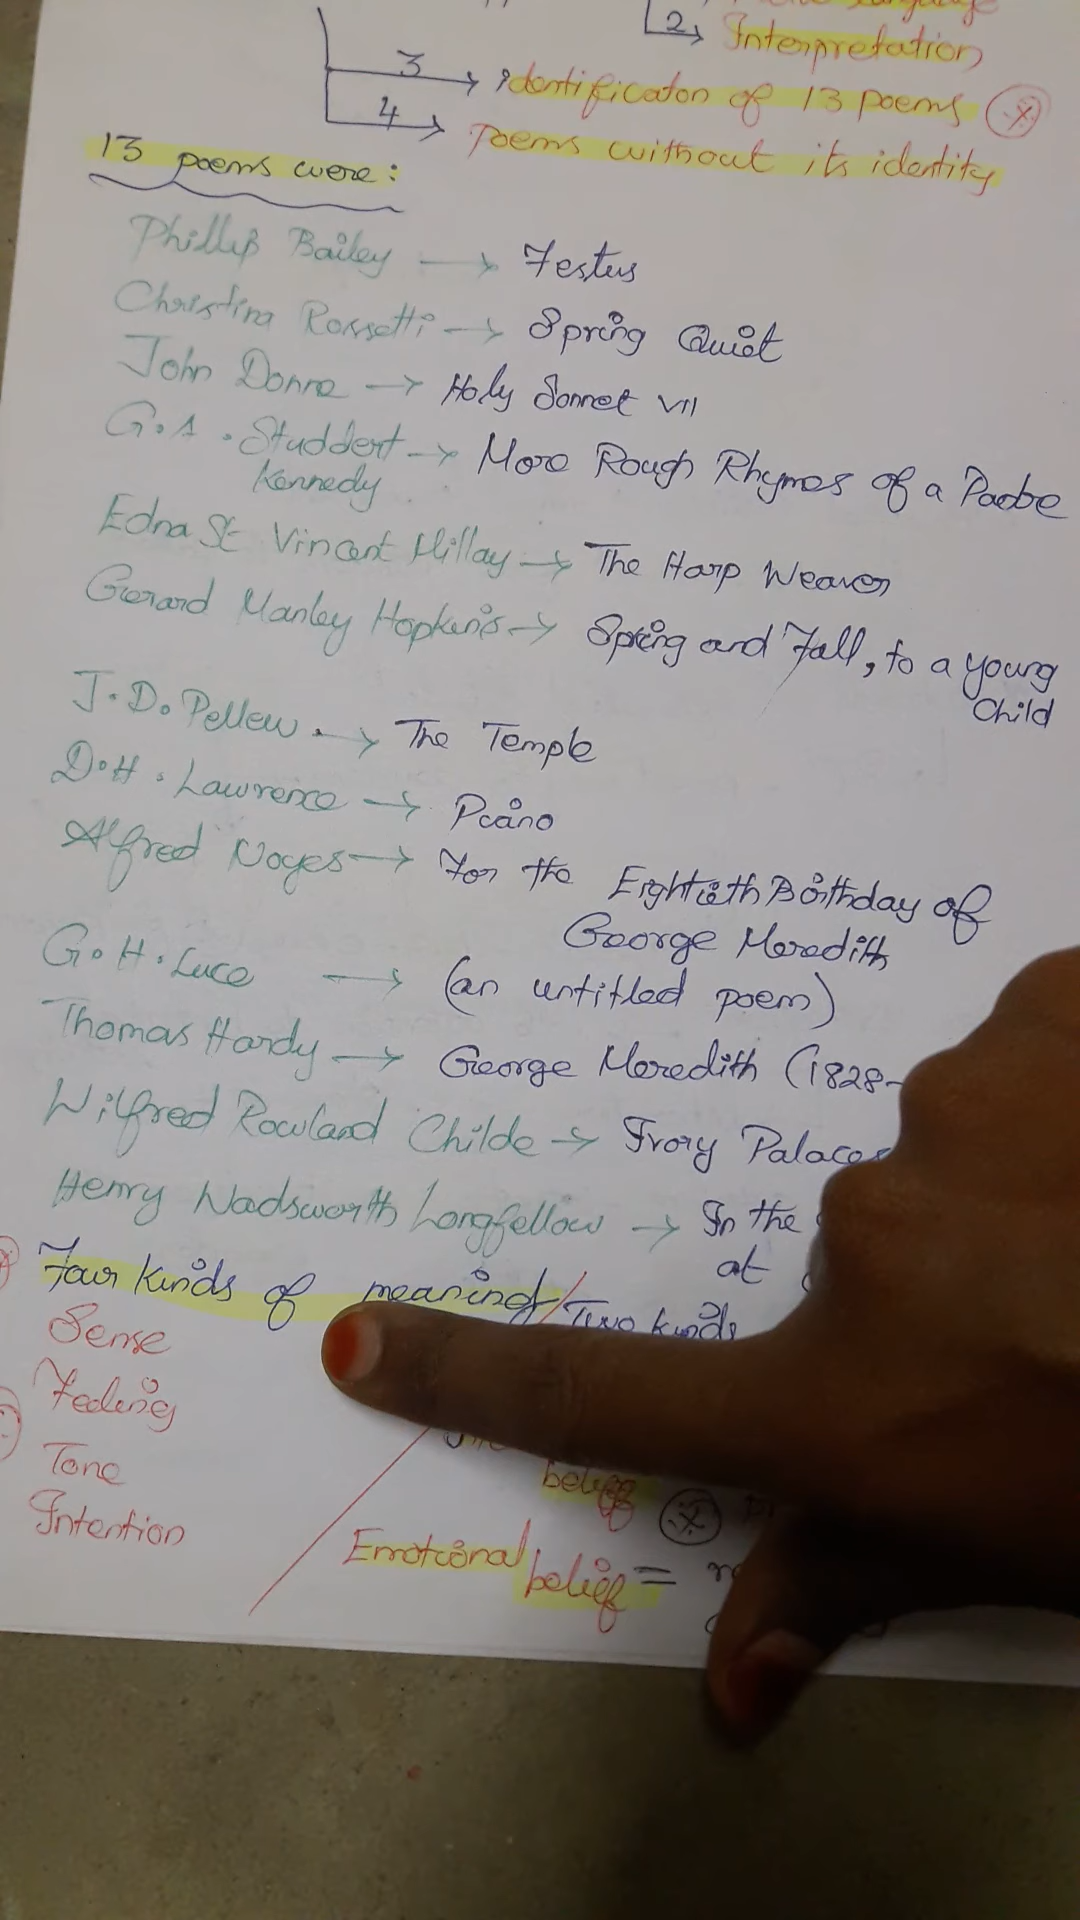 2 Interpretation
3 identificaton of 13 poems
4 Poems without its identity
13 poems were:
Phillip Bailey → Festus
Christina Rossetti → Spring Quiet
John Donne → Holy Sonnet VII
G.A. Studdert → More Rough Rhymes of a Padre
Kennedy
Edna St Vincent Millay → The Harp Weaver
Gerard Manley Hopkins → Spring and Fall, to a young
Child
J.D. Pellew. → The Temple
D.H. Lawrence → Piano
Alfred Noyes → For the Eightieth Birthday of
George Meredith
G.H. Luce → (an untitled poem)
Thomas Hardy → George Meredith (1828-
Wilfred Rowland Childe → Ivory Palaces
Henry Wadsworth Longfellow → In the
at
Four kinds of meaning / Two kinds
Sense
Feeling
Tone
belief
Intention
Emotional belief =